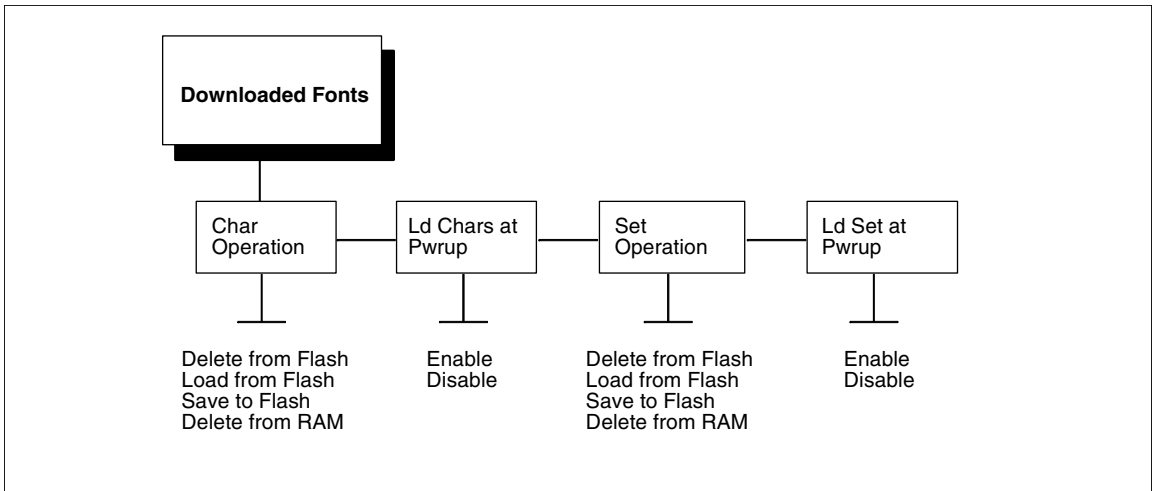 Downloaded Fonts
Char
Operation
Ld Chars at
Pwrup
Set
Operation
Ld Set at
Pwrup
Delete from Flash
Load from Flash
Save to Flash
Delete from RAM
Enable
Disable
Delete from Flash
Load from Flash
Save to Flash
Delete from RAM
Enable
Disable